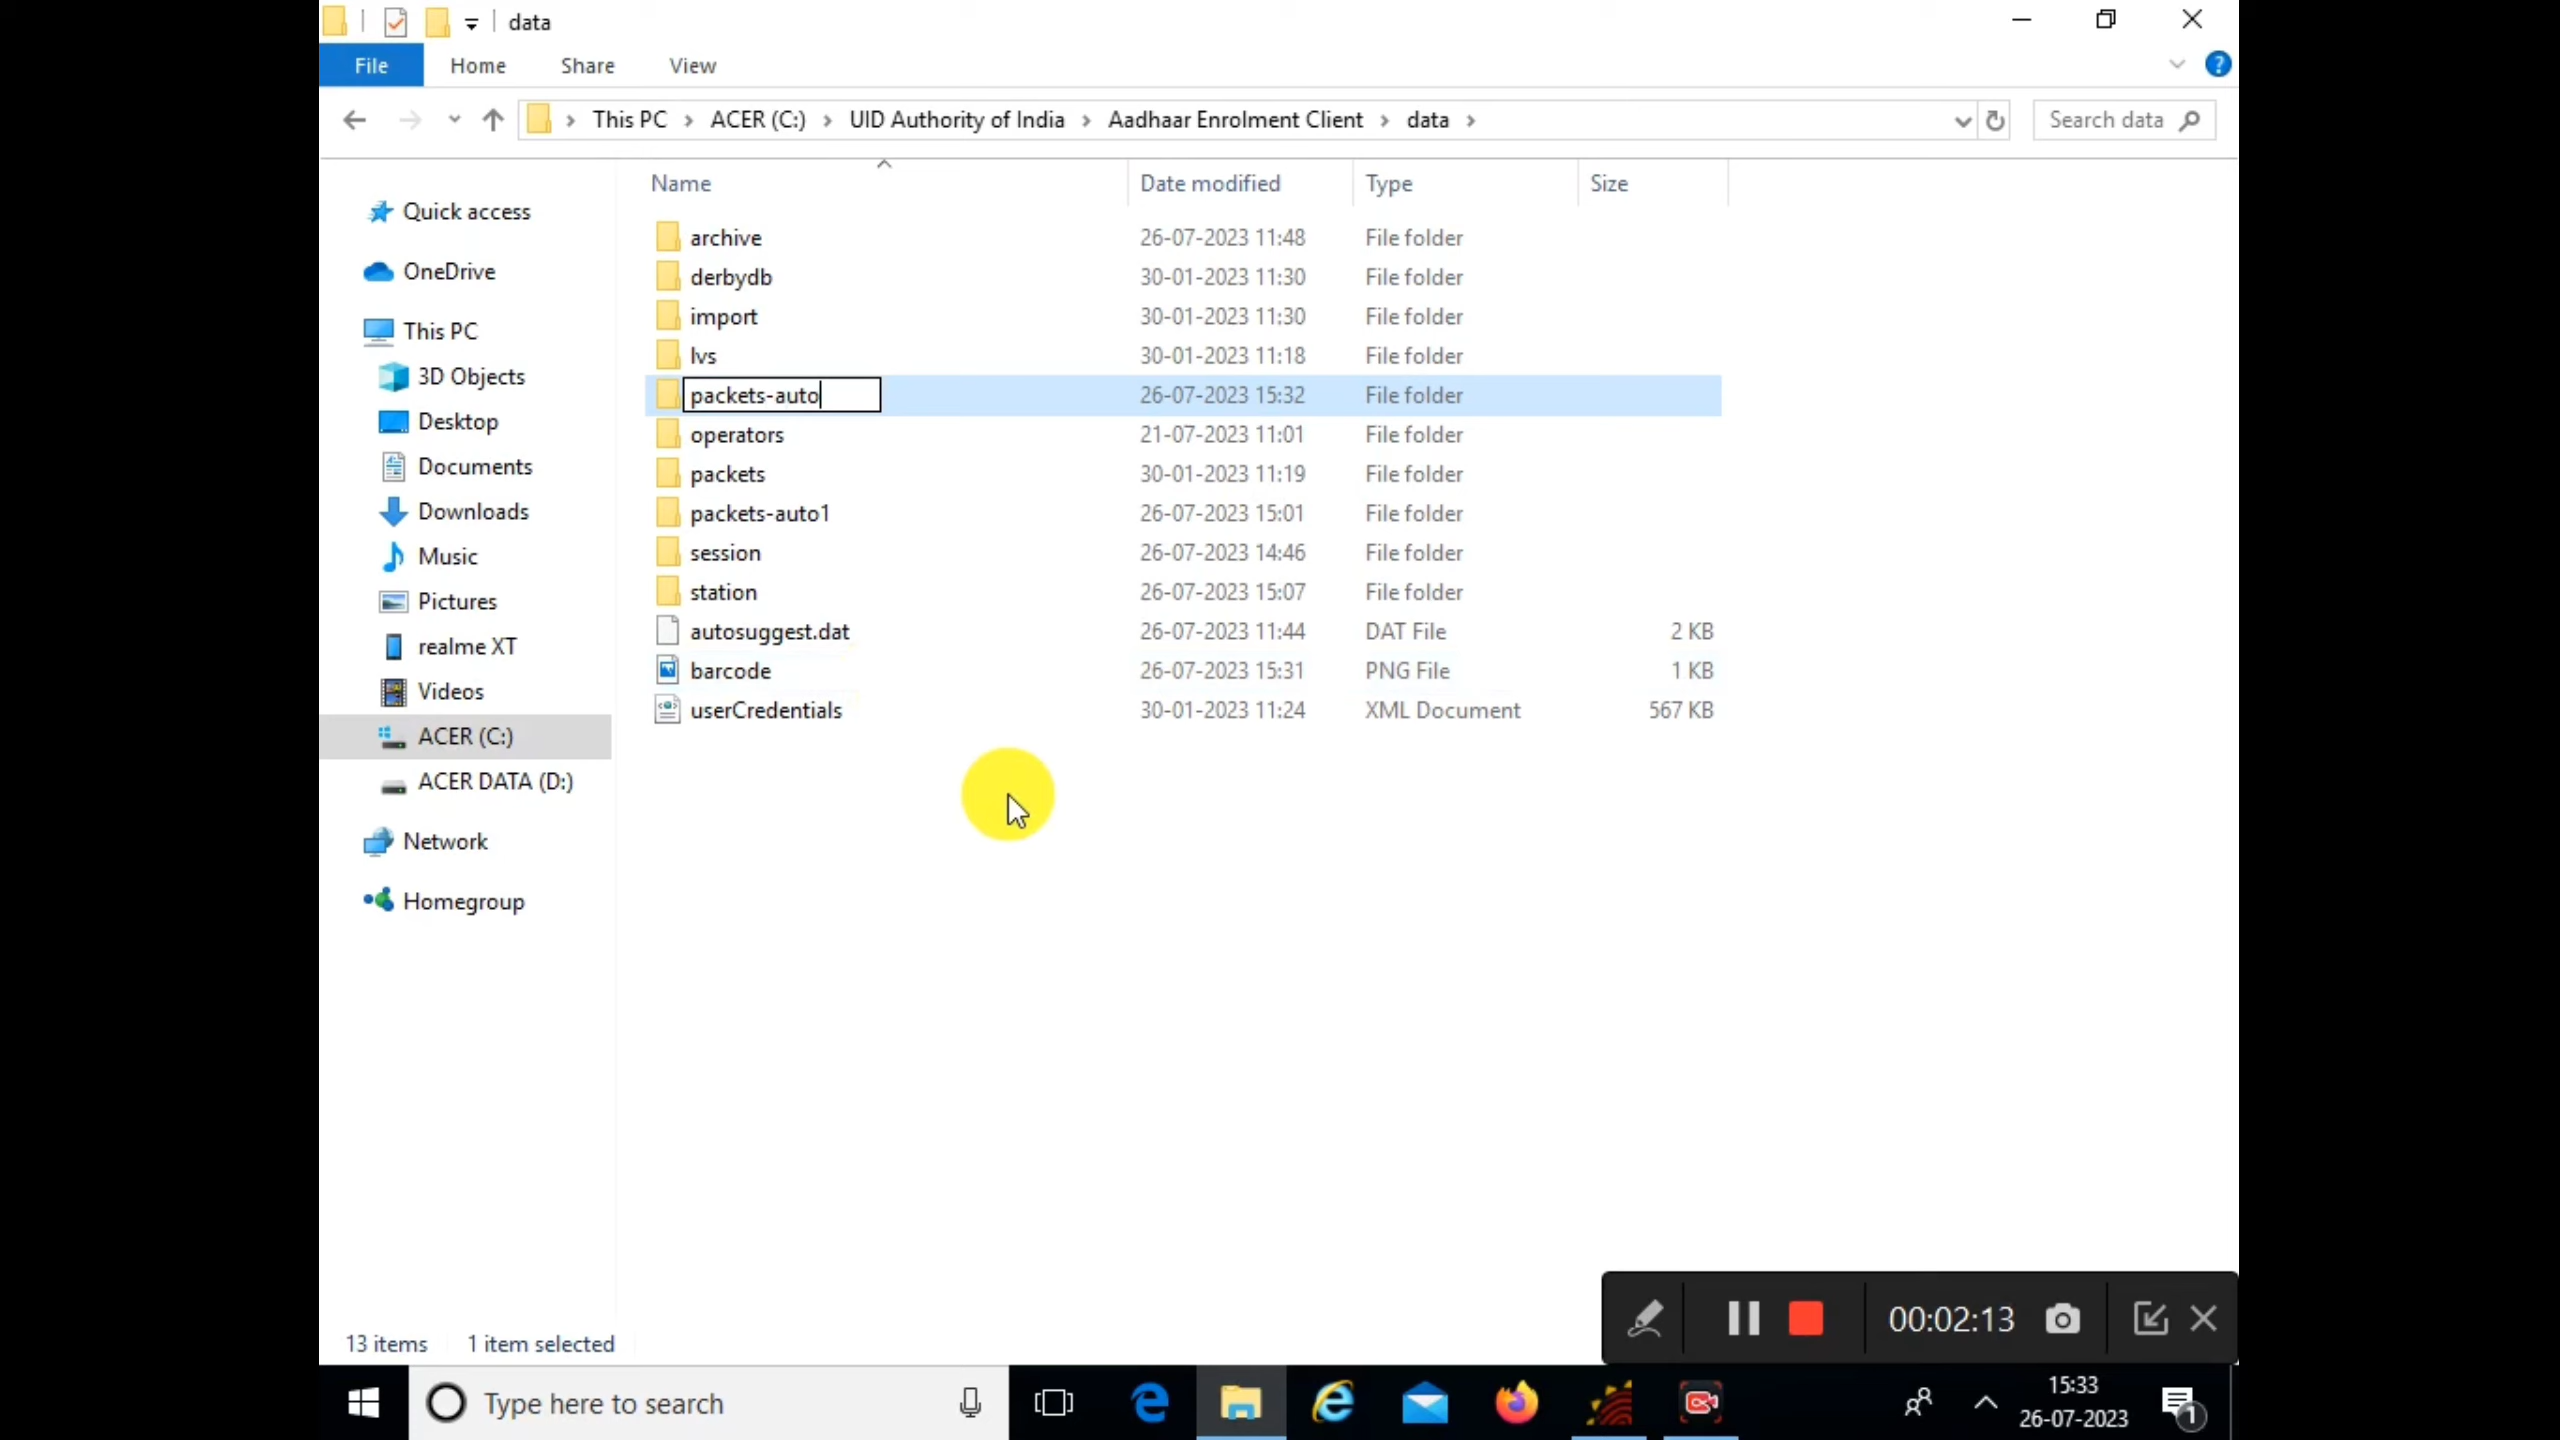 data
File Home Share View
This PC ACER (C:) UID Authority of India Aadhaar Enrolment Client data
Search data
Name Date modified Type Size
Quick access
OneDrive
This PC
3D Objects
Desktop
Documents
Downloads
Music
Pictures
realme XT
Videos
ACER (C:)
ACER DATA (D:)
Network
Homegroup
archive 26-07-2023 11:48 File folder
derbydb 30-01-2023 11:30 File folder
import 30-01-2023 11:30 File folder
lvs 30-01-2023 11:18 File folder
packets-auto 26-07-2023 15:32 File folder
operators 21-07-2023 11:01 File folder
packets 30-01-2023 11:19 File folder
packets-auto1 26-07-2023 15:01 File folder
session 26-07-2023 14:46 File folder
station 26-07-2023 15:07 File folder
autosuggest.dat 26-07-2023 11:44 DAT File 2 KB
barcode 26-07-2023 15:31 PNG File 1 KB
userCredentials 30-01-2023 11:24 XML Document 567 KB
00:02:13
13 items 1 item selected
Type here to search
15:33
26-07-2023
1